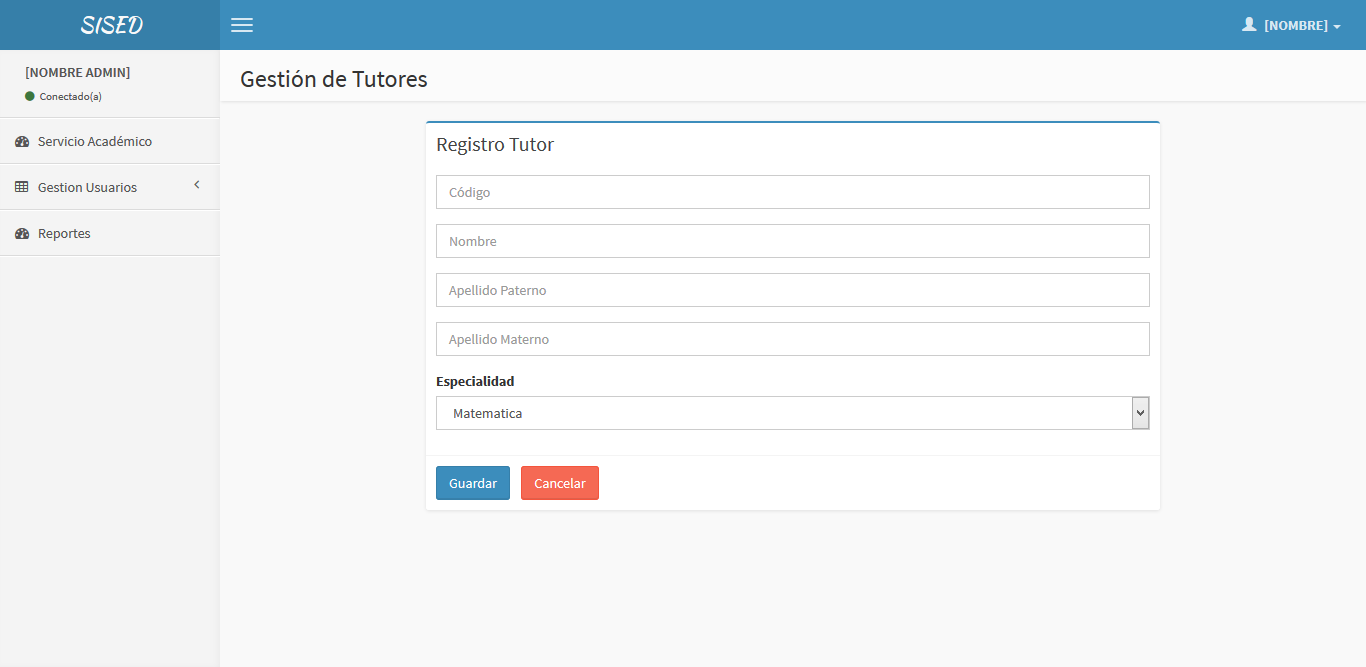 SISED
[NOMBRE]
[NOMBRE ADMIN]
Conectado(a)
Servicio Académico
Gestion Usuarios
Reportes
Gestión de Tutores
Registro Tutor
Código
Nombre
Apellido Paterno
Apellido Materno
Especialidad
Matematica
Guardar Cancelar